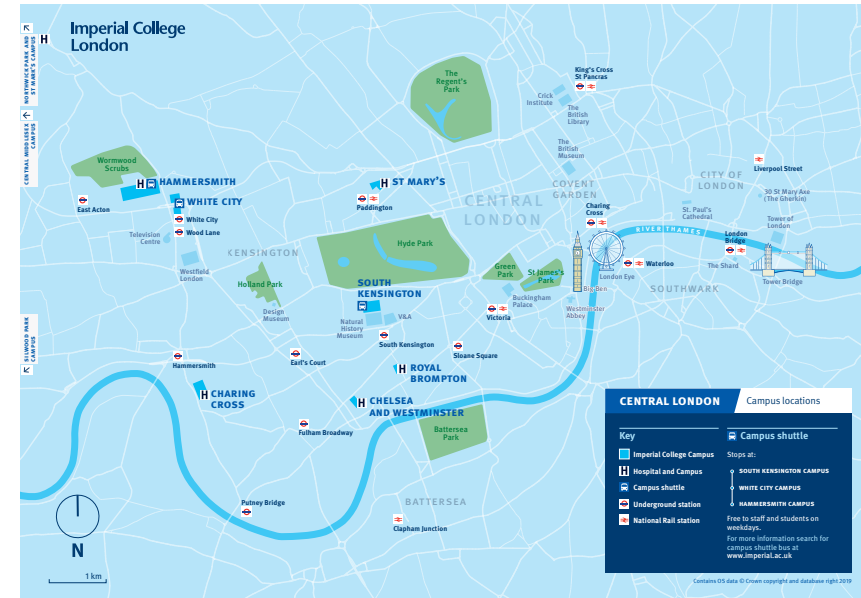 Imperial College
London
NORTHWICK PARK AND
ST MARK'S CAMPUS
H
CENTRAL MIDDLESEX
CAMPUS
SILWOOD PARK
CAMPUS
The
Regent's
Park
King's Cross
St Pancras
Crick
Institute
The
British
Library
The
British
Museum
Wormwood
Scrubs
H HAMMERSMITH
WHITE CITY
East Acton
White City
Wood Lane
Television
Centre
Westfield
London
H ST MARY'S
Paddington
CENTRAL
LONDON
COVENT
GARDEN
Charing
Cross
CITY OF
LONDON
Liverpool Street
30 St Mary Axe
(The Gherkin)
St. Paul's
Cathedral
Tower of
London
RIVER THAMES
London
Bridge
The Shard
Tower Bridge
Waterloo
London Eye
SOUTHWARK
Big Ben
Westminster
Abbey
KENSINGTON
Hyde Park
Holland Park
Design
Museum
Green
Park
St James's
Park
Buckingham
Palace
Victoria
SOUTH
KENSINGTON
Natural
History
Museum
V&A
South Kensington
Sloane Square
Earl's Court
Hammersmith
H ROYAL
BROMPTON
H CHARING
CROSS
H CHELSEA
AND WESTMINSTER
Fulham Broadway
Battersea
Park
BATTERSEA
Putney Bridge
Clapham Junction
N
1 km
CENTRAL LONDON
Campus locations
Key
Imperial College Campus
H Hospital and Campus
Campus shuttle
Underground station
National Rail station
Campus shuttle
Stops at:
SOUTH KENSINGTON CAMPUS
WHITE CITY CAMPUS
HAMMERSMITH CAMPUS
Free to staff and students on
weekdays.
For more information search for
campus shuttle bus at
www.imperial.ac.uk
Contains OS data © Crown copyright and database right 2019